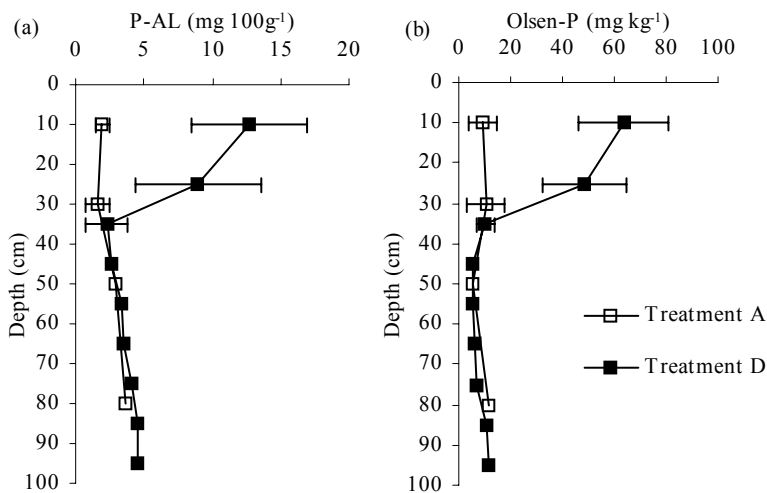 (a)
P-AL (mg 100g⁻¹)
0 5 10 15 20
0
10
20
30
40
50
60
70
80
90
100
Depth (cm)
(b)
Olsen-P (mg kg⁻¹)
0 20 40 60 80 100
0
10
20
30
40
50
60
70
80
90
100
Depth (cm)
Treatment A
Treatment D